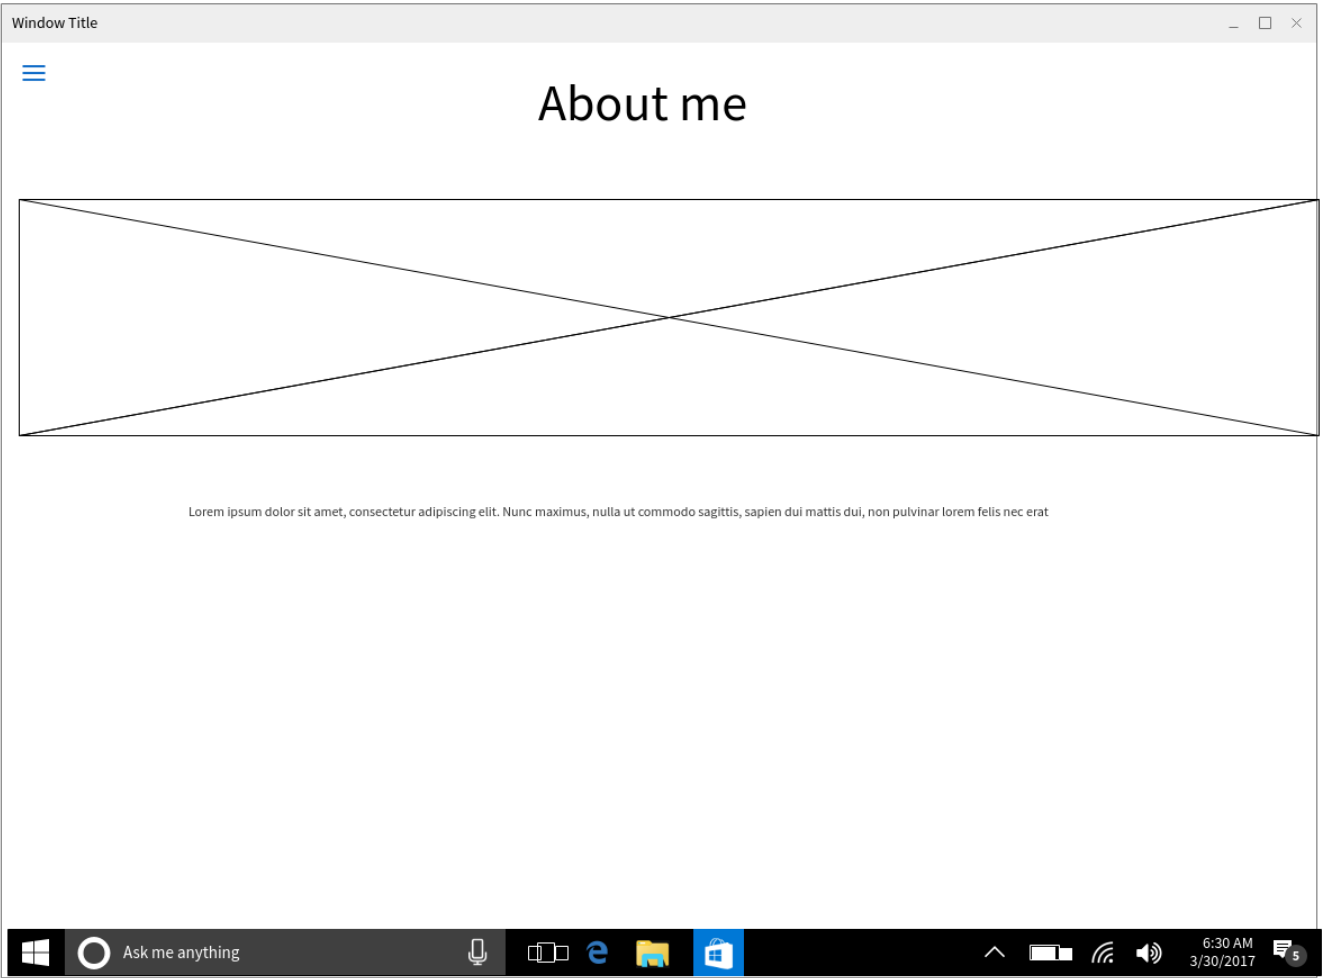 Window Title
About me
Lorem ipsum dolor sit amet, consectetur adipiscing elit. Nunc maximus, nulla ut commodo sagittis, sapien dui mattis dui, non pulvinar lorem felis nec erat
Ask me anything
6:30 AM
3/30/2017
5